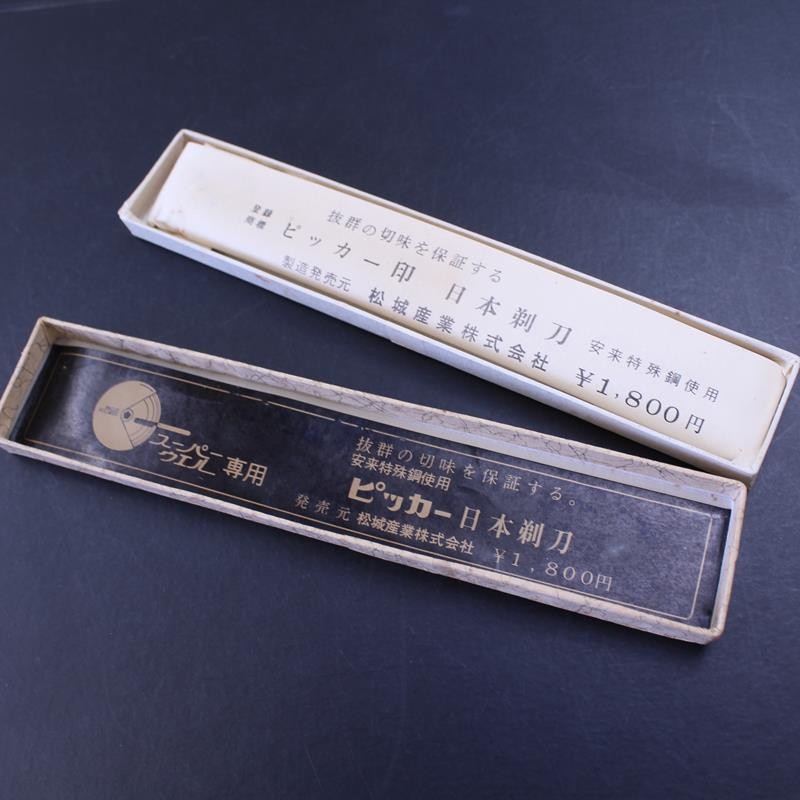 抜群の切味を保証する
登録
商標
ピッカー印 日本剃刀 安来特殊鋼使用
製造発売元 松城産業株式会社 ¥1,800円
ユニバー
ウエル 専用
抜群の切味を保証する。
安来特殊鋼使用
ピッカー日本剃刀
発売元 松城産業株式会社 ¥1,800円